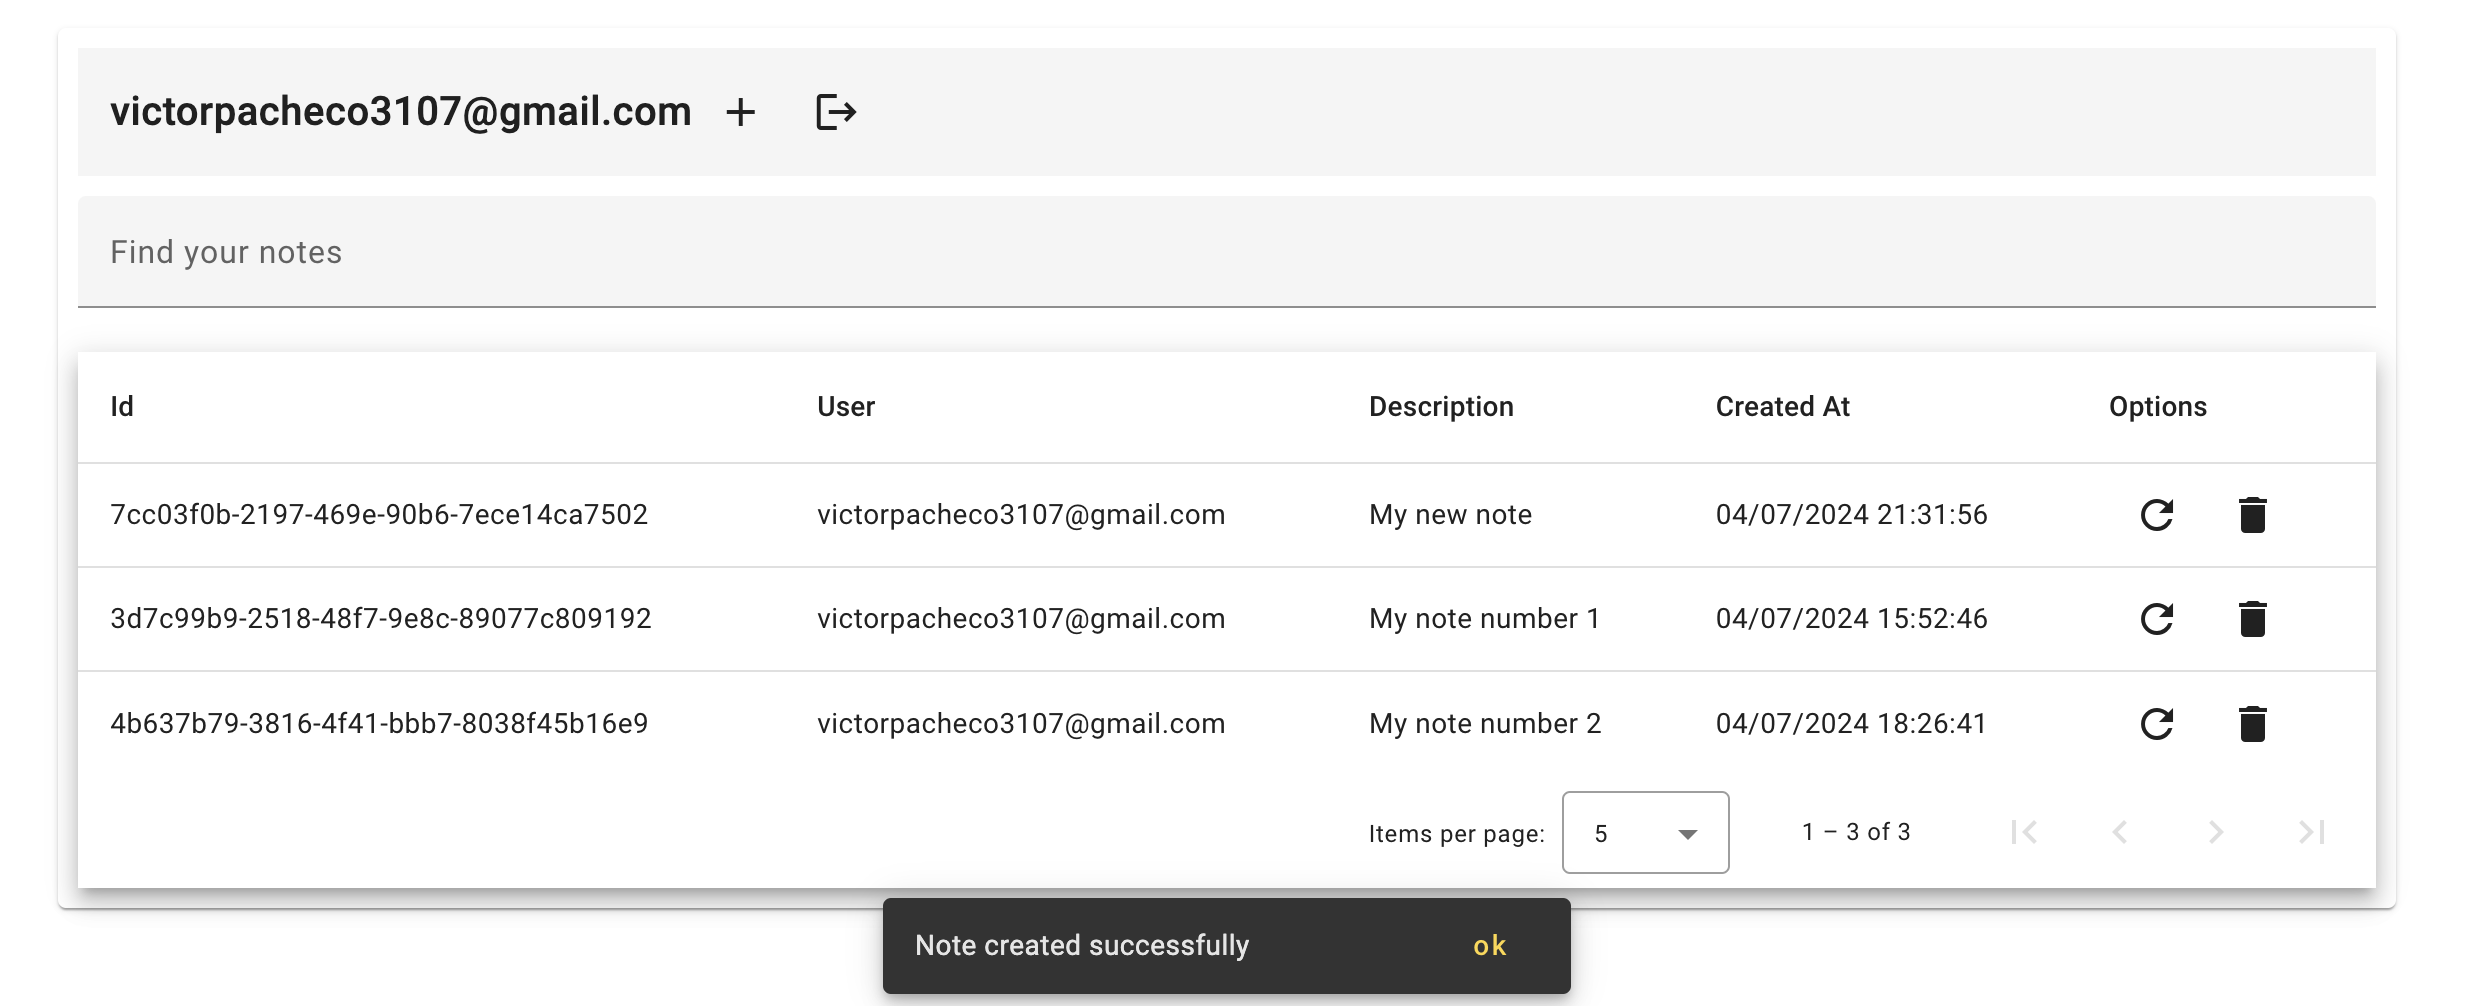 victorpacheco3107@gmail.com
Find your notes
Id User Description Created At Options
7cc03f0b-2197-469e-90b6-7ece14ca7502 victorpacheco3107@gmail.com My new note 04/07/2024 21:31:56
3d7c99b9-2518-48f7-9e8c-89077c809192 victorpacheco3107@gmail.com My note number 1 04/07/2024 15:52:46
4b637b79-3816-4f41-bbb7-8038f45b16e9 victorpacheco3107@gmail.com My note number 2 04/07/2024 18:26:41
Items per page: 5 1 – 3 of 3
Note created successfully ok